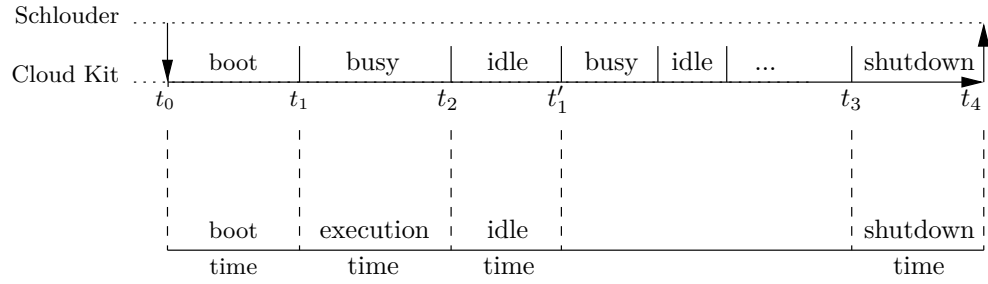 Schlouder
Cloud Kit boot busy idle busy idle ... shutdown
t0 t1 t2 t′1 t3 t4
boot execution idle shutdown
time time time time